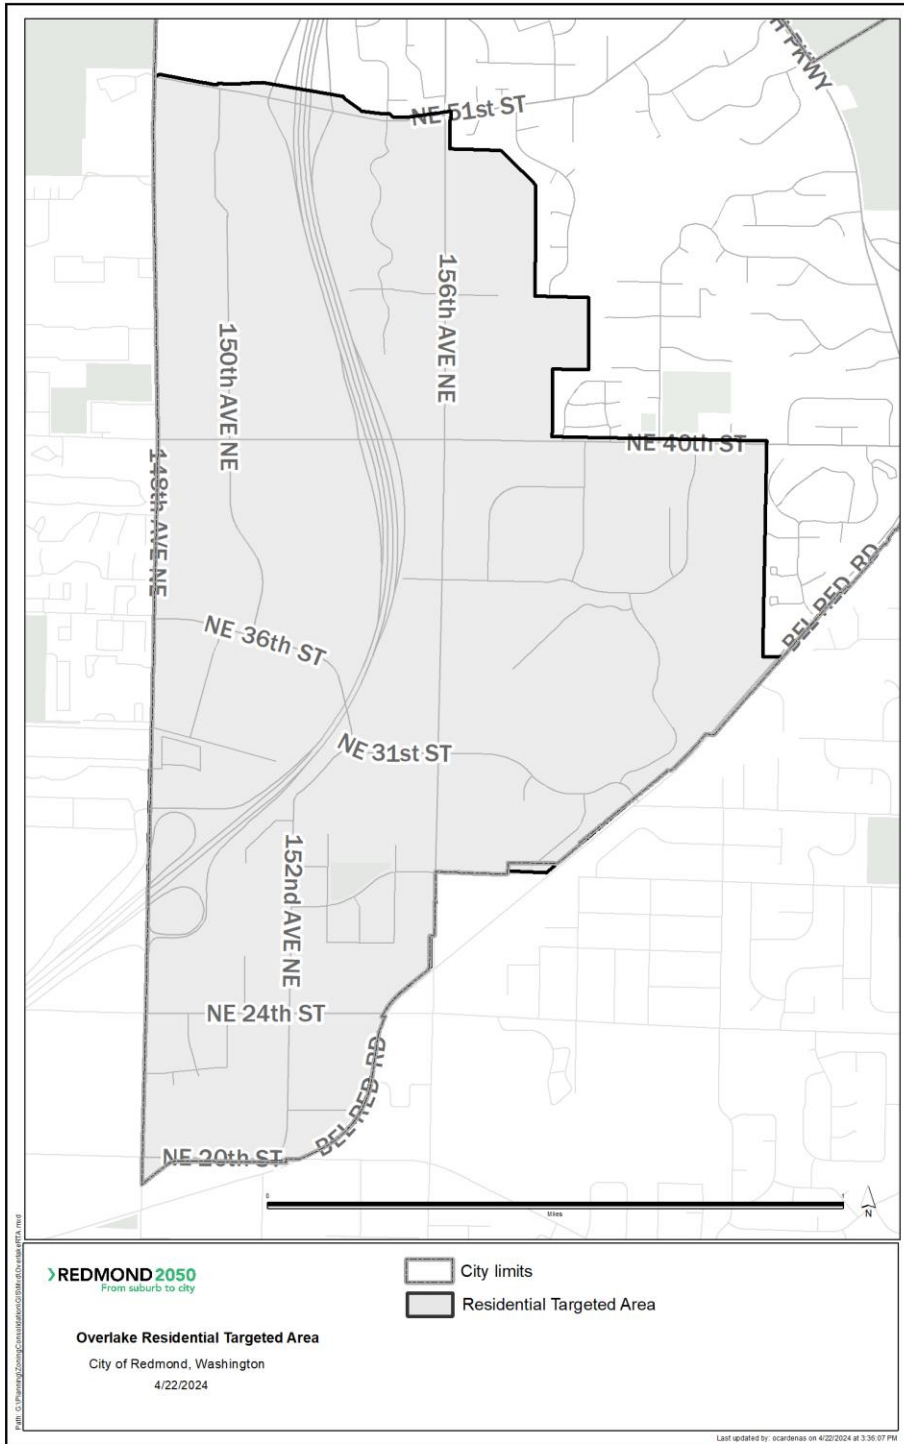 H PKWY
NE 51st ST
156th AVE NE
150th AVE NE
NE 40th ST
148th AVE NE
BEL RED RD
NE 36th ST
NE 31st ST
152nd AVE NE
NE 24th ST
BEL RED RD
NE 20th ST
0
1
Miles
N
REDMOND 2050
From suburb to city
City limits
Residential Targeted Area
Overlake Residential Targeted Area
City of Redmond, Washington
4/22/2024
Last updated by: ocardenas on 4/22/2024 at 3:36:07 PM